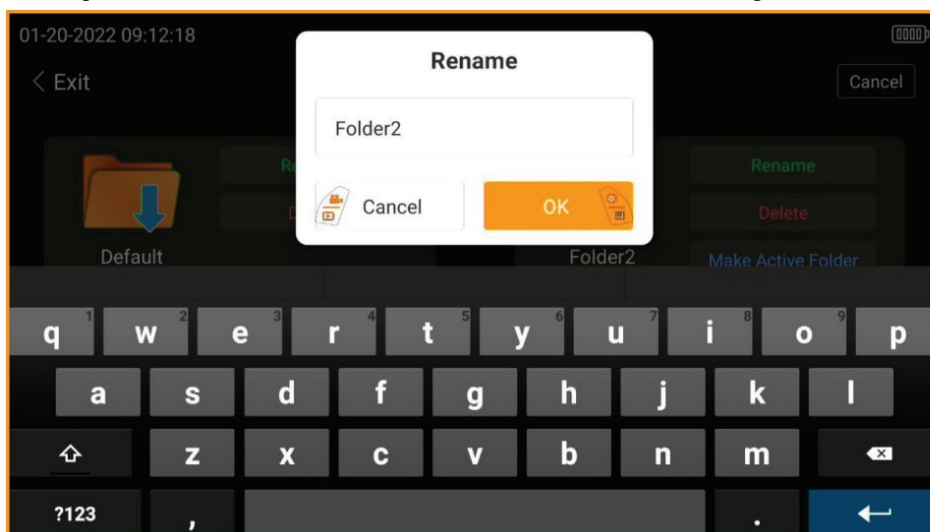 01-20-2022 09:12:18
Rename
< Exit
Cancel
Folder2
Rename
Cancel
OK
Delete
Default
Folder2
Make Active Folder
q 1 w 2 e 3 r 4 t 5 y 6 u 7 i 8 o 9 p
a s d f g h j k l
z x c v b n m
?123 , .